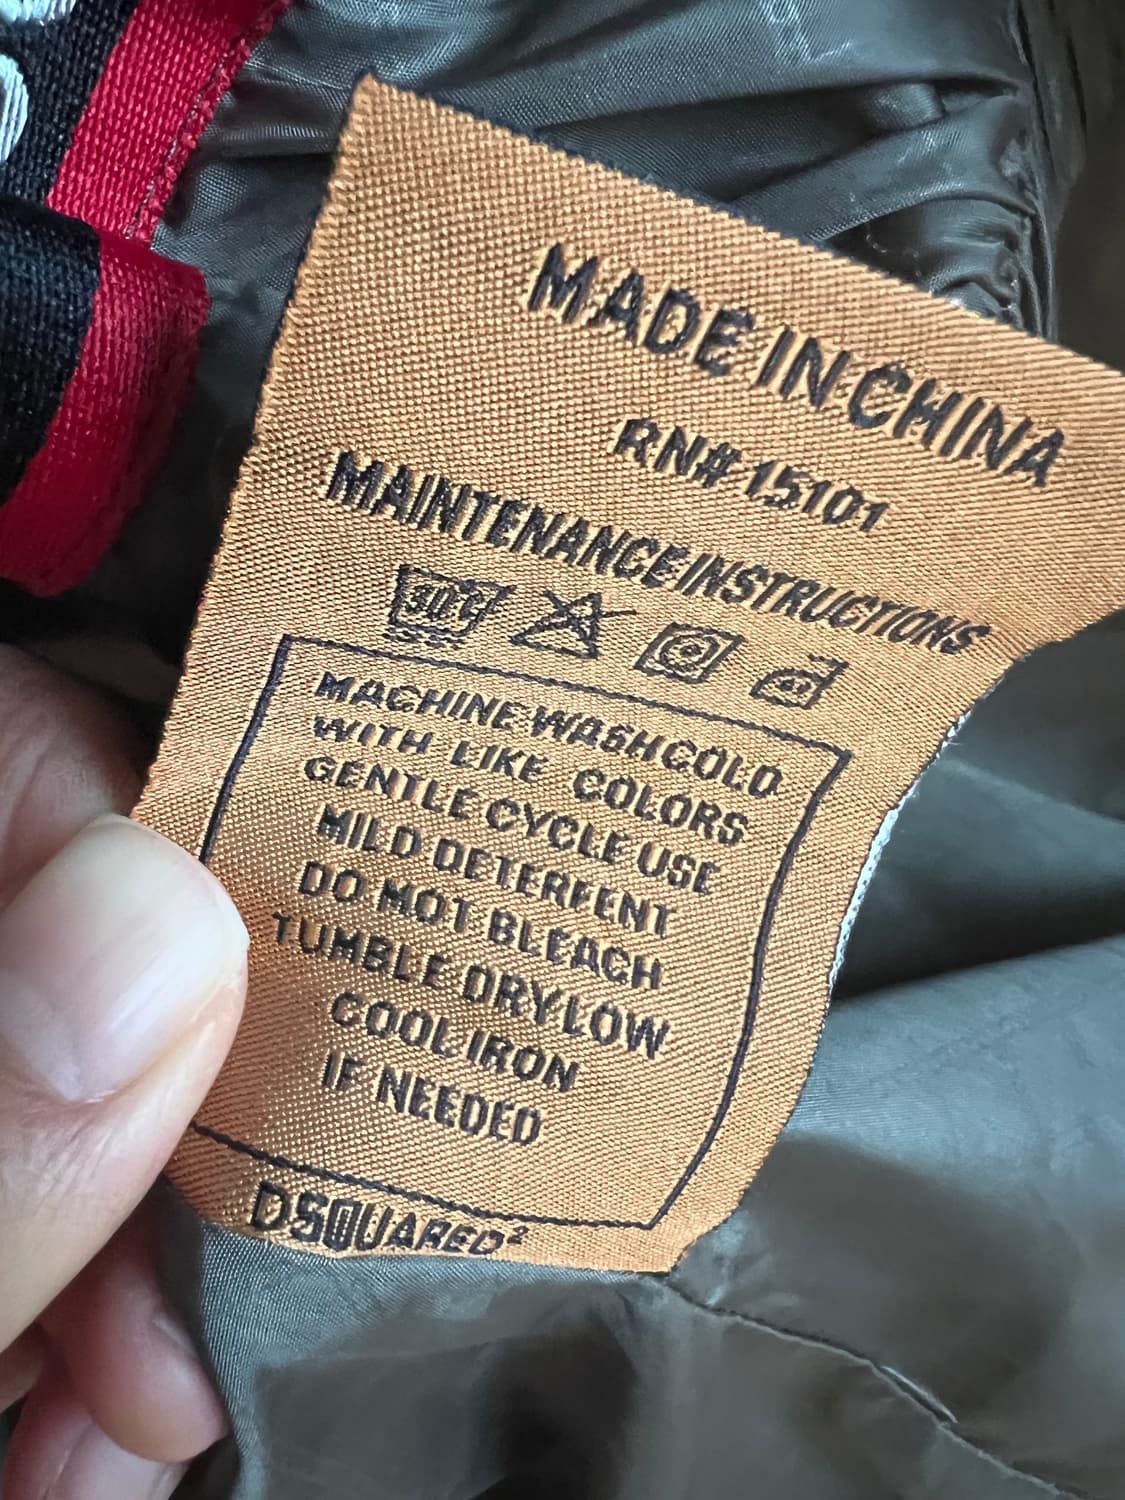 MADE IN CHINA
RN# 15101
MAINTENANCE INSTRUCTIONS
30°C
MACHINE WASH COLD
WITH LIKE COLORS
GENTLE CYCLE USE
MILD DETERFENT
DO NOT BLEACH
TUMBLE DRY LOW
COOL IRON
IF NEEDED
DSQUARED²